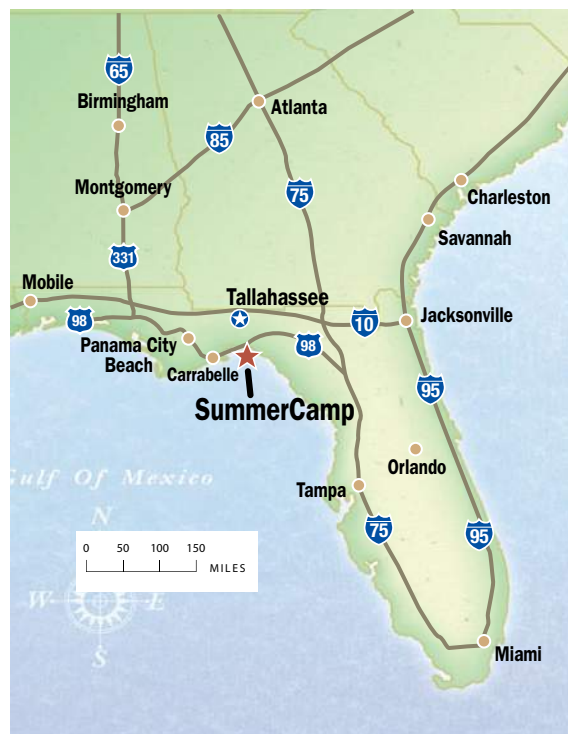 65
Birmingham
Atlanta
85
75
Montgomery
Charleston
Savannah
331
Mobile
Tallahassee
98
10
Jacksonville
Panama City
Beach
98
Carrabelle
95
SummerCamp
Orlando
Gulf Of Mexico
Tampa
N
75
95
0 50 100 150
MILES
W E
S
Miami